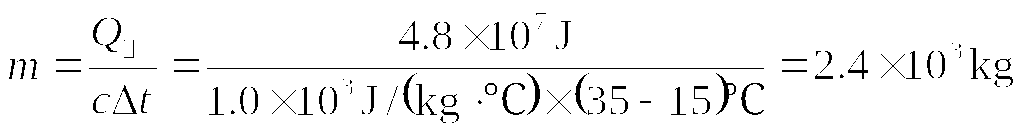 m = Q⌋/cΔt = 4.8 ×10⁷ J/1.0 ×10³ J/(kg ·°C)×(35 - 15)°C = 2.4 ×10³ kg